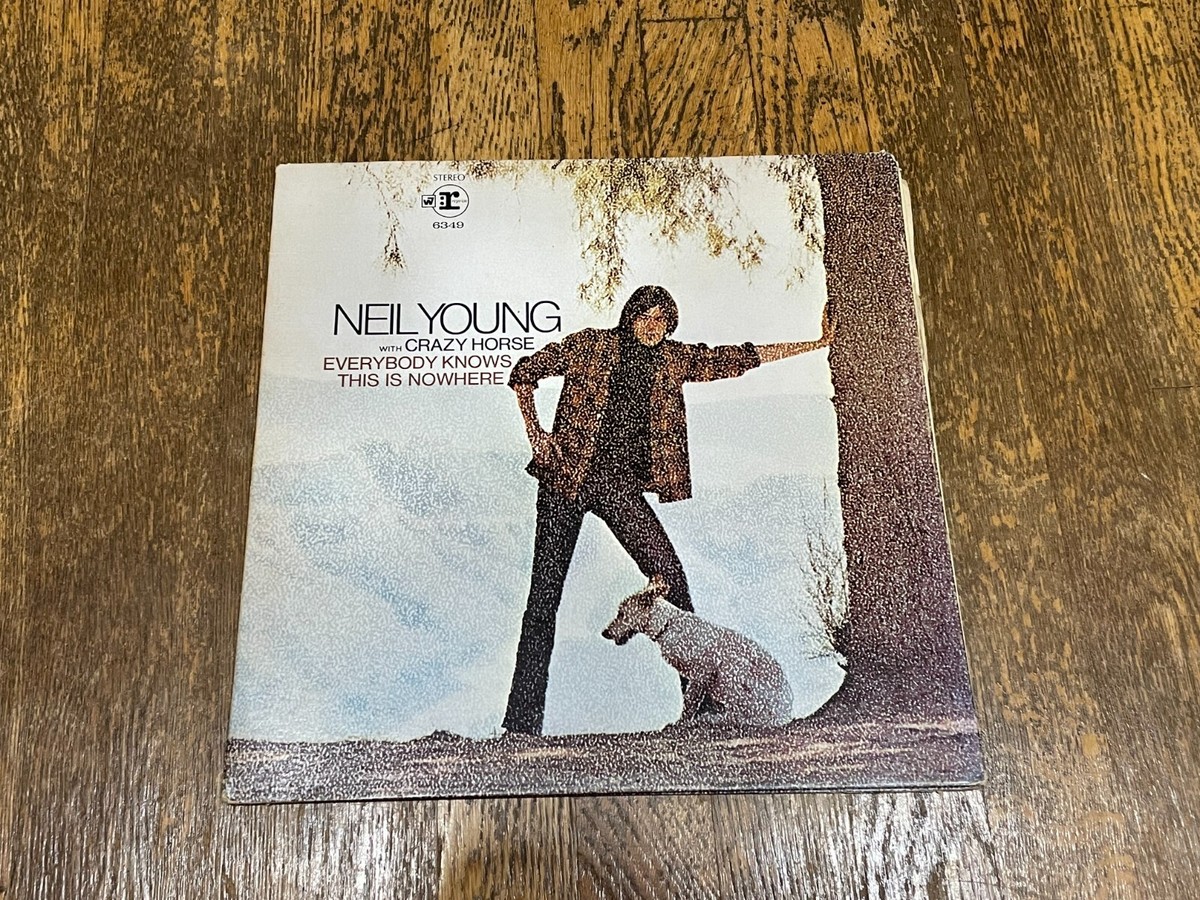 STEREO
W
r
6349
NEIL YOUNG
WITH CRAZY HORSE
EVERYBODY KNOWS
THIS IS NOWHERE